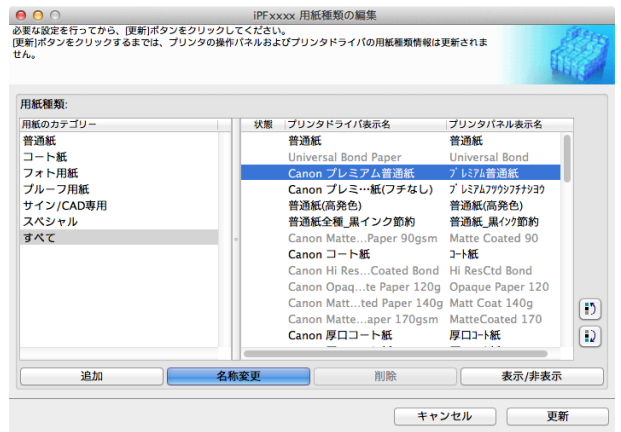 iPFxxxx 用紙種類の編集
必要な設定を行ってから、[更新]ボタンをクリックしてください。
[更新]ボタンをクリックするまでは、プリンタの操作パネルおよびプリンタドライバの用紙種類情報は更新されま
せん。
用紙種類:
用紙のカテゴリー
普通紙
コート紙
フォト用紙
プルーフ用紙
サイン/CAD専用
スペシャル
すべて
状態 プリンタドライバ表示名 プリンタパネル表示名
普通紙 普通紙
Universal Bond Paper Universal Bond
Canon プレミアム普通紙 プレミアム普通紙
Canon プレミ…紙(フチなし) プレミアムフツウシフチナシヨウ
普通紙(高発色) 普通紙(高発色)
普通紙全種_黒インク節約 普通紙_黒インク節約
Canon Matte...Paper 90gsm Matte Coated 90
Canon コート紙 コート紙
Canon Hi Res...Coated Bond Hi ResCtd Bond
Canon Opaq...te Paper 120g Opaque Paper 120
Canon Matt...ted Paper 140g Matt Coat 140g
Canon Matte...aper 170gsm MatteCoated 170
Canon 厚口コート紙 厚口コート紙
追加 名称変更 削除 表示/非表示
キャンセル 更新